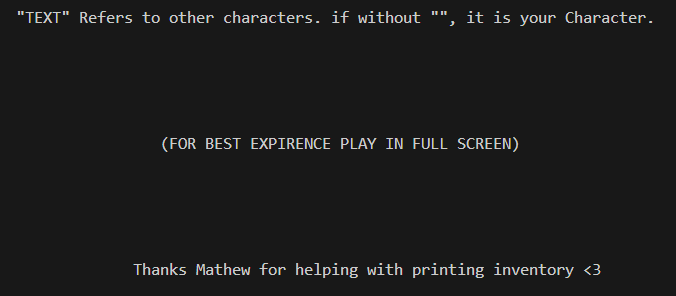 "TEXT" Refers to other characters. if without "", it is your Character.
(FOR BEST EXPIRENCE PLAY IN FULL SCREEN)
Thanks Mathew for helping with printing inventory <3